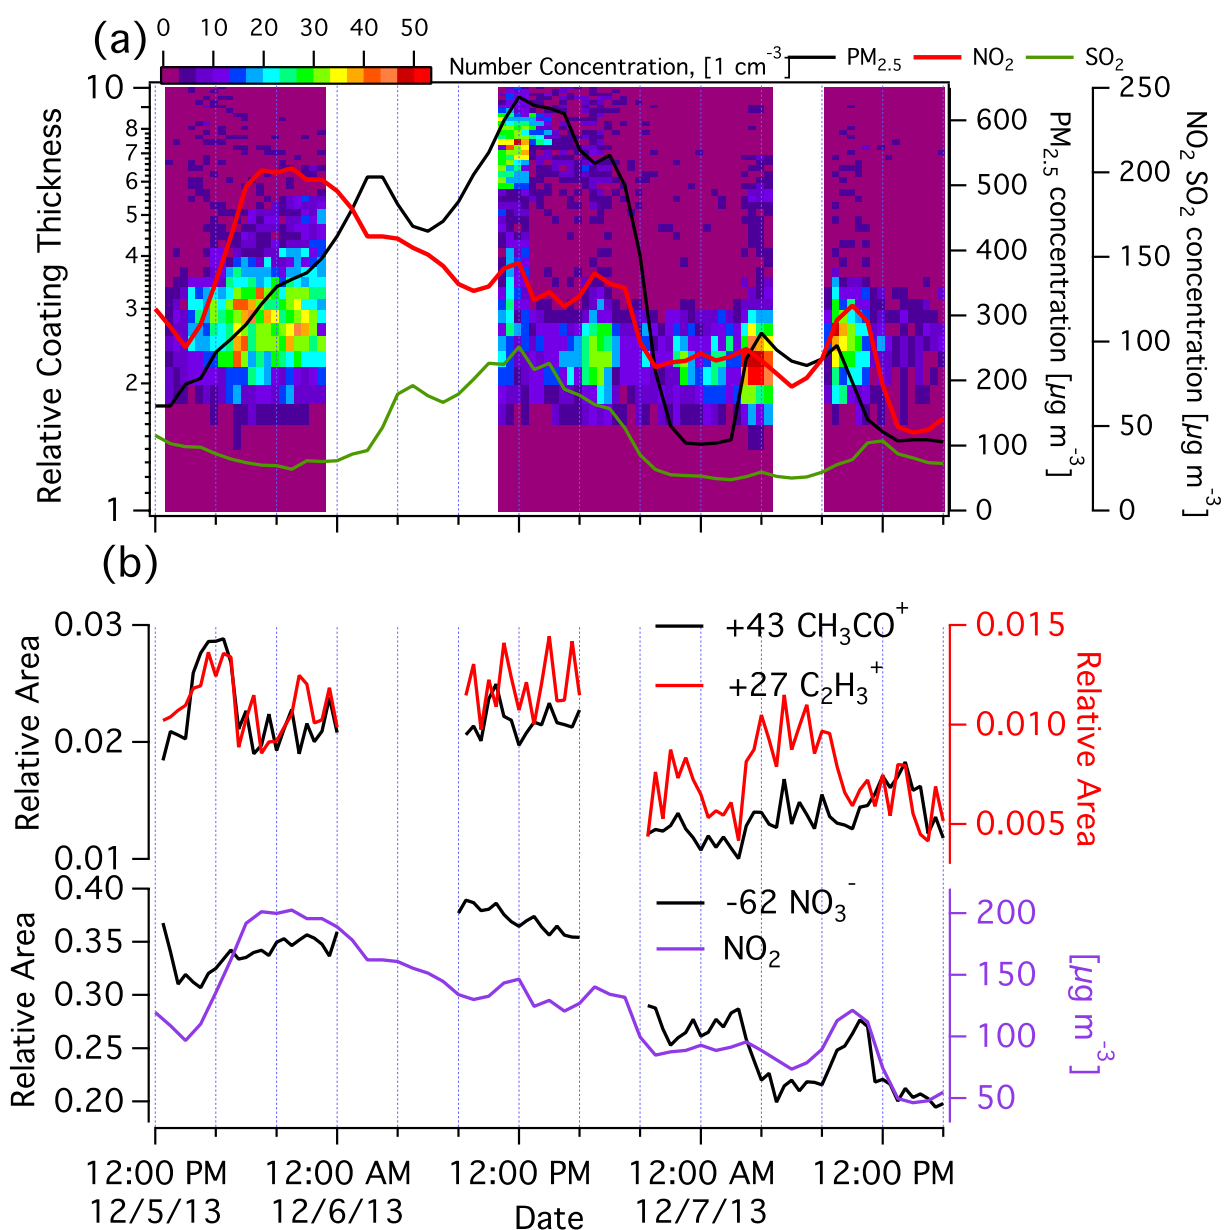 (a)
0 10 20 30 40 50
Number Concentration, [1 cm⁻³]
PM₂.₅ NO₂ SO₂
Relative Coating Thickness
10
8
7
6
5
4
3
2
1
600
500
400
300
200
100
0
PM₂.₅ concentration [µg m⁻³]
250
200
150
100
50
0
NO₂ SO₂ concentration [µg m⁻³]
(b)
Relative Area
0.03
0.02
0.01
+43 CH₃CO⁺
+27 C₂H₃⁺
0.015
0.010
0.005
Relative Area
Relative Area
0.40
0.35
0.30
0.25
0.20
-62 NO₃⁻
NO₂
200
150
100
50
[µg m⁻³]
12:00 PM 12:00 AM 12:00 PM 12:00 AM 12:00 PM
12/5/13 12/6/13 12/7/13
Date